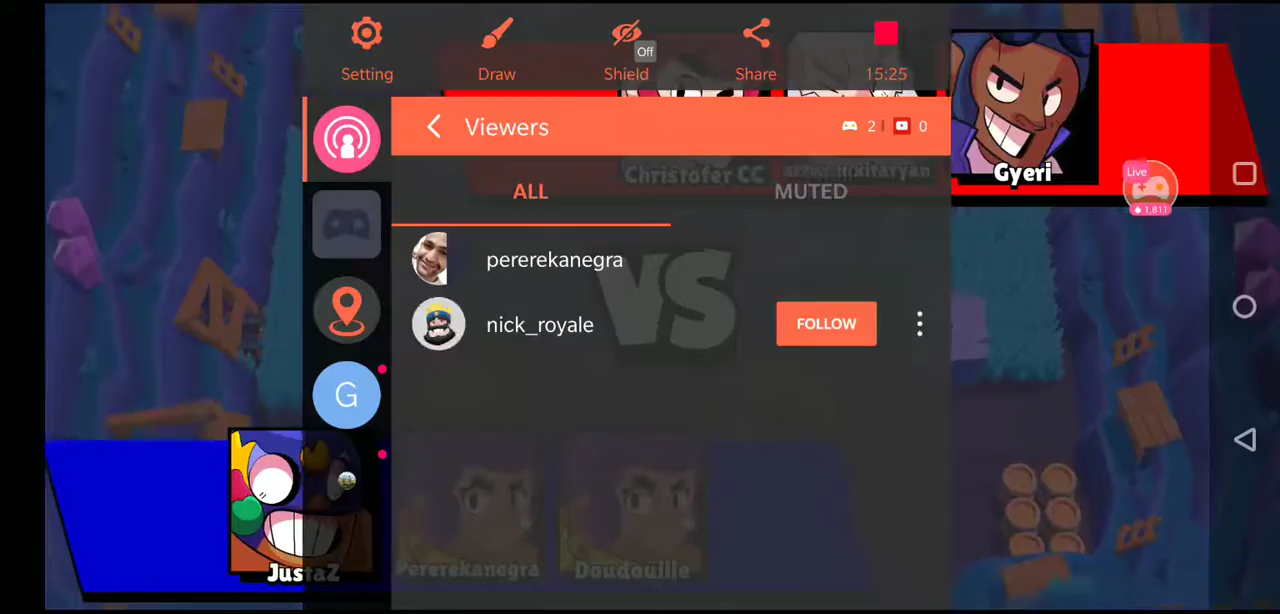 Setting
Draw
Off
Shield
Share
15:25
Viewers
2
0
Christofer CC
Gyeri
Live
1,811
ALL
MUTED
pererekanegra
VS
nick_royale
FOLLOW
G
JustaZ
Pererekanegra
Doudouille